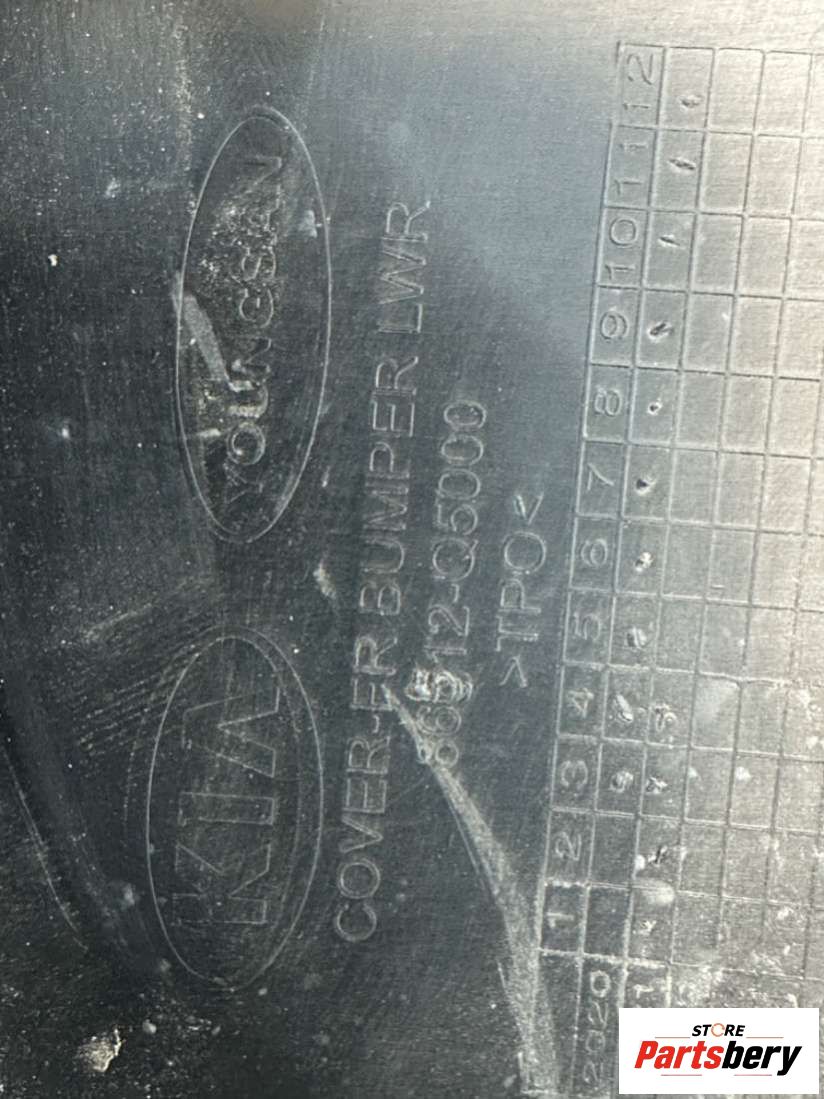 KIA
YOUNGSAN
COVER-FR BUMPER LWR
86512-Q5000
>TPO<
2020 1 2 3 4 5 6 7 8 9 10 11 12
STORE
Partsbery